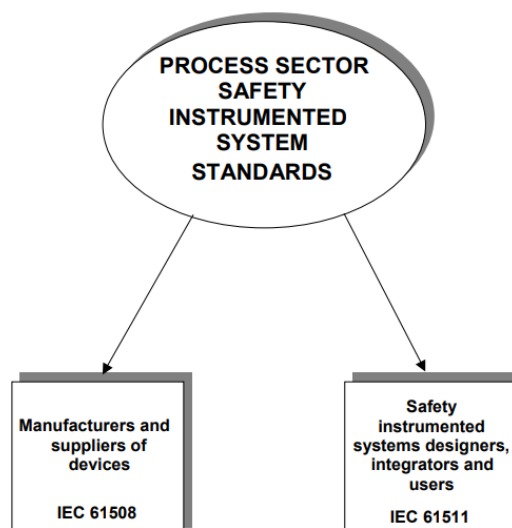 PROCESS SECTOR
SAFETY
INSTRUMENTED
SYSTEM
STANDARDS
Manufacturers and
suppliers of
devices
IEC 61508
Safety
instrumented
systems designers,
integrators and
users
IEC 61511